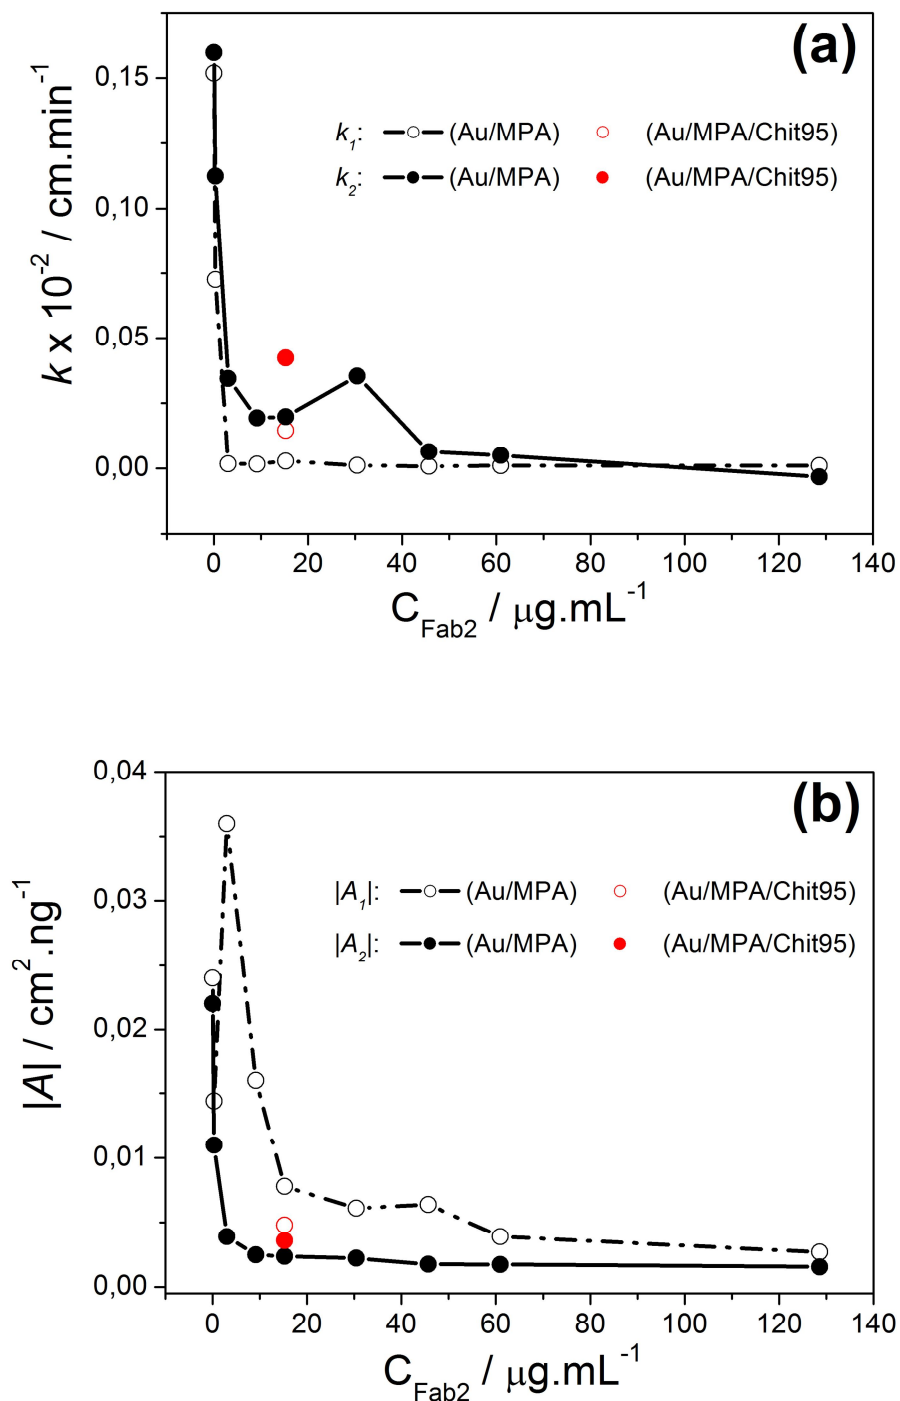 (a)
0,15
0,10
0,05
0,00
k x 10⁻² / cm.min⁻¹
k₁: (Au/MPA) (Au/MPA/Chit95)
k₂: (Au/MPA) (Au/MPA/Chit95)
0 20 40 60 80 100 120 140
C_Fab2 / μg.mL⁻¹
(b)
0,04
0,03
0,02
0,01
0,00
|A| / cm².ng⁻¹
|A₁|: (Au/MPA) (Au/MPA/Chit95)
|A₂|: (Au/MPA) (Au/MPA/Chit95)
0 20 40 60 80 100 120 140
C_Fab2 / μg.mL⁻¹